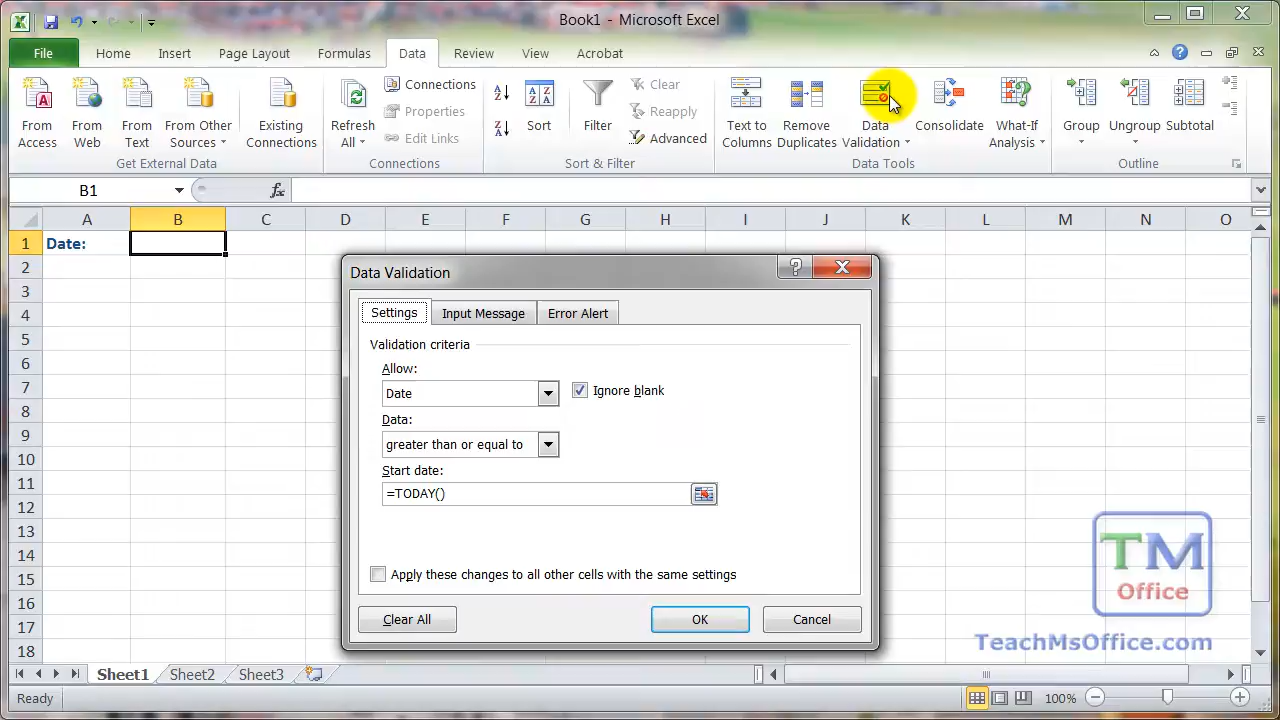 Book1 - Microsoft Excel
File Home Insert Page Layout Formulas Data Review View Acrobat
From Access
From Web
From Text
From Other Sources
Get External Data
Existing Connections
Refresh All
Connections
Properties
Edit Links
Connections
A Z
Z A
Sort
Filter
Clear
Reapply
Advanced
Sort & Filter
Text to Columns
Remove Duplicates
Data Validation
Consolidate
What-If Analysis
Data Tools
Group
Ungroup
Subtotal
Outline
B1
fx
A B C D E F G H I J K L M N O
1 Date:
2
3
4
5
6
7
8
9
10
11
12
13
14
15
16
17
18
Data Validation
Settings Input Message Error Alert
Validation criteria
Allow:
Date
Ignore blank
Data:
greater than or equal to
Start date:
=TODAY()
Apply these changes to all other cells with the same settings
Clear All OK Cancel
TM
Office
TeachMsOffice.com
Sheet1 Sheet2 Sheet3
Ready 100%